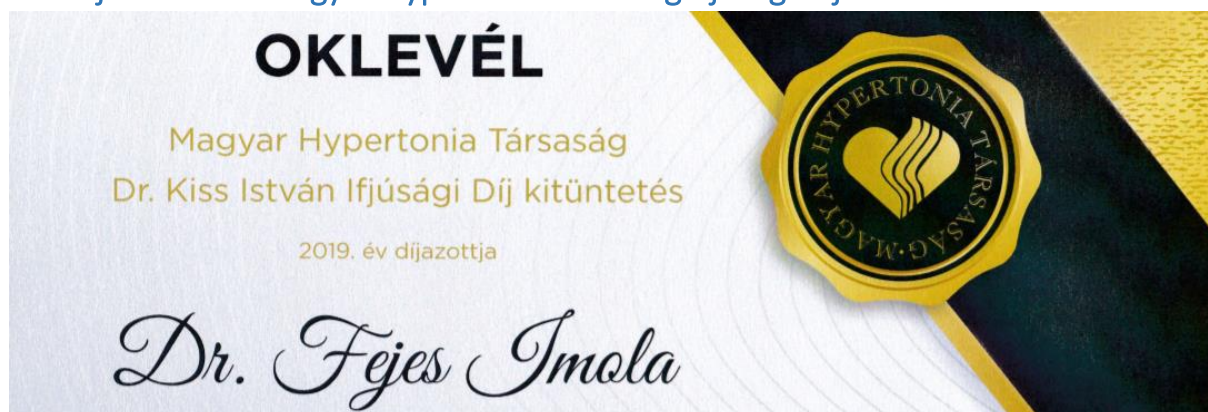 OKLEVÉL
Magyar Hypertonia Társaság
Dr. Kiss István Ifjúsági Díj kitüntetés
2019. év díjazottja
Dr. Fejes Imola
MAGYAR HYPERTONIA TÁRSASÁG